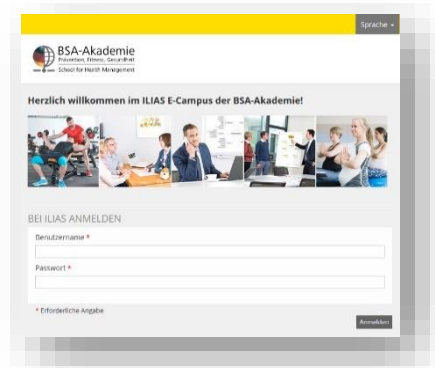 Sprache
BSA-Akademie
Prävention, Fitness, Gesundheit
School for Health Management
Herzlich willkommen im ILIAS E-Campus der BSA-Akademie!
BEI ILIAS ANMELDEN
Benutzername *
Passwort *
* Erforderliche Angabe
Anmelden